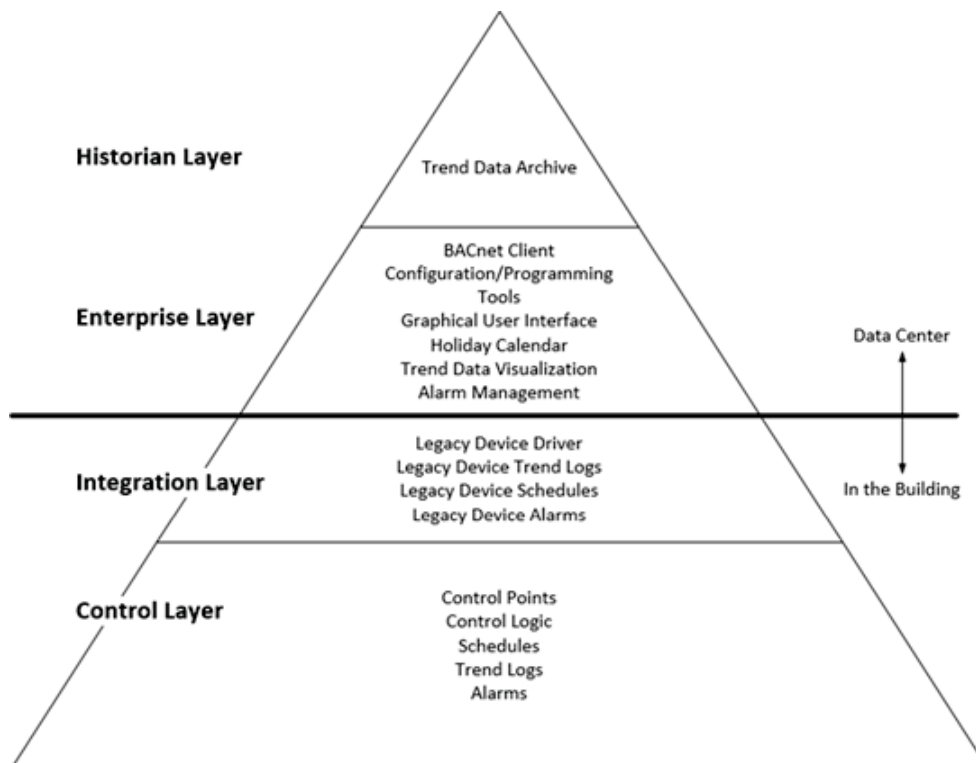 Historian Layer
Trend Data Archive
Enterprise Layer
BACnet Client
Configuration/Programming
Tools
Graphical User Interface
Holiday Calendar
Trend Data Visualization
Alarm Management
Data Center
Integration Layer
Legacy Device Driver
Legacy Device Trend Logs
Legacy Device Schedules
Legacy Device Alarms
In the Building
Control Layer
Control Points
Control Logic
Schedules
Trend Logs
Alarms